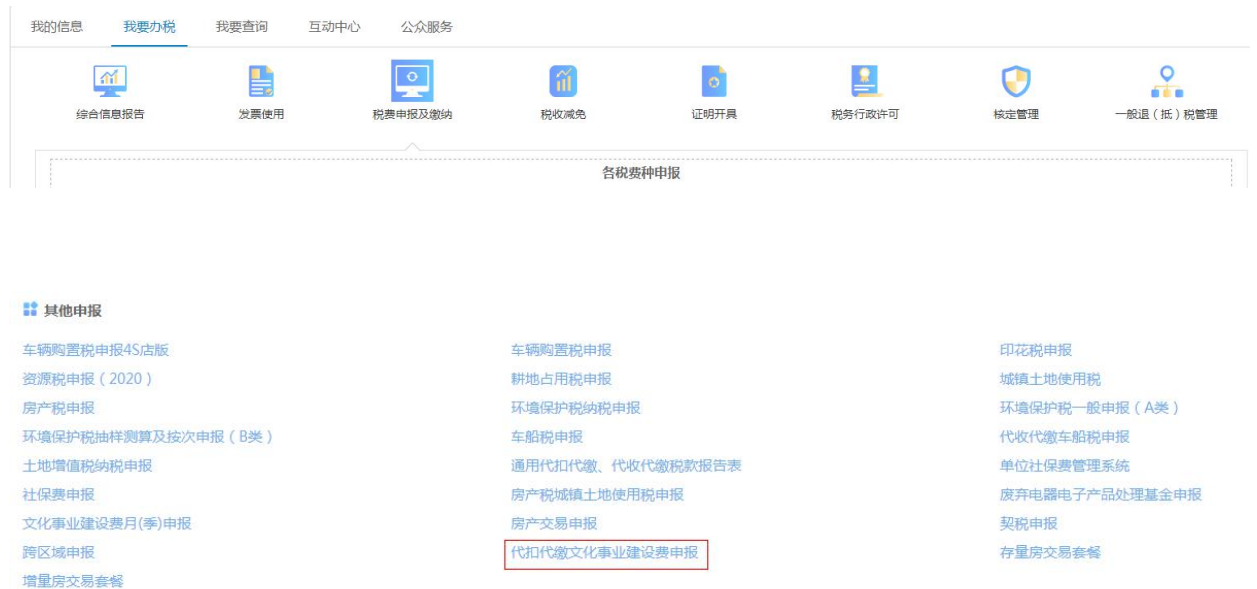 我的信息 我要办税 我要查询 互动中心 公众服务
综合信息报告 发票使用 税费申报及缴纳 税收减免 证明开具 税务行政许可 核定管理 一般退（抵）税管理
各税费种申报
其他申报
车辆购置税申报4S店版 车辆购置税申报 印花税申报
资源税申报（2020） 耕地占用税申报 城镇土地使用税
房产税申报 环境保护税纳税申报 环境保护税一般申报（A类）
环境保护税抽样测算及按次申报（B类） 车船税申报 代收代缴车船税申报
土地增值税纳税申报 通用代扣代缴、代收代缴税款报告表 单位社保费管理系统
社保费申报 房产税城镇土地使用税申报 废弃电器电子产品处理基金申报
文化事业建设费月(季)申报 房产交易申报 契税申报
跨区域申报 代扣代缴文化事业建设费申报 存量房交易套餐
增量房交易套餐